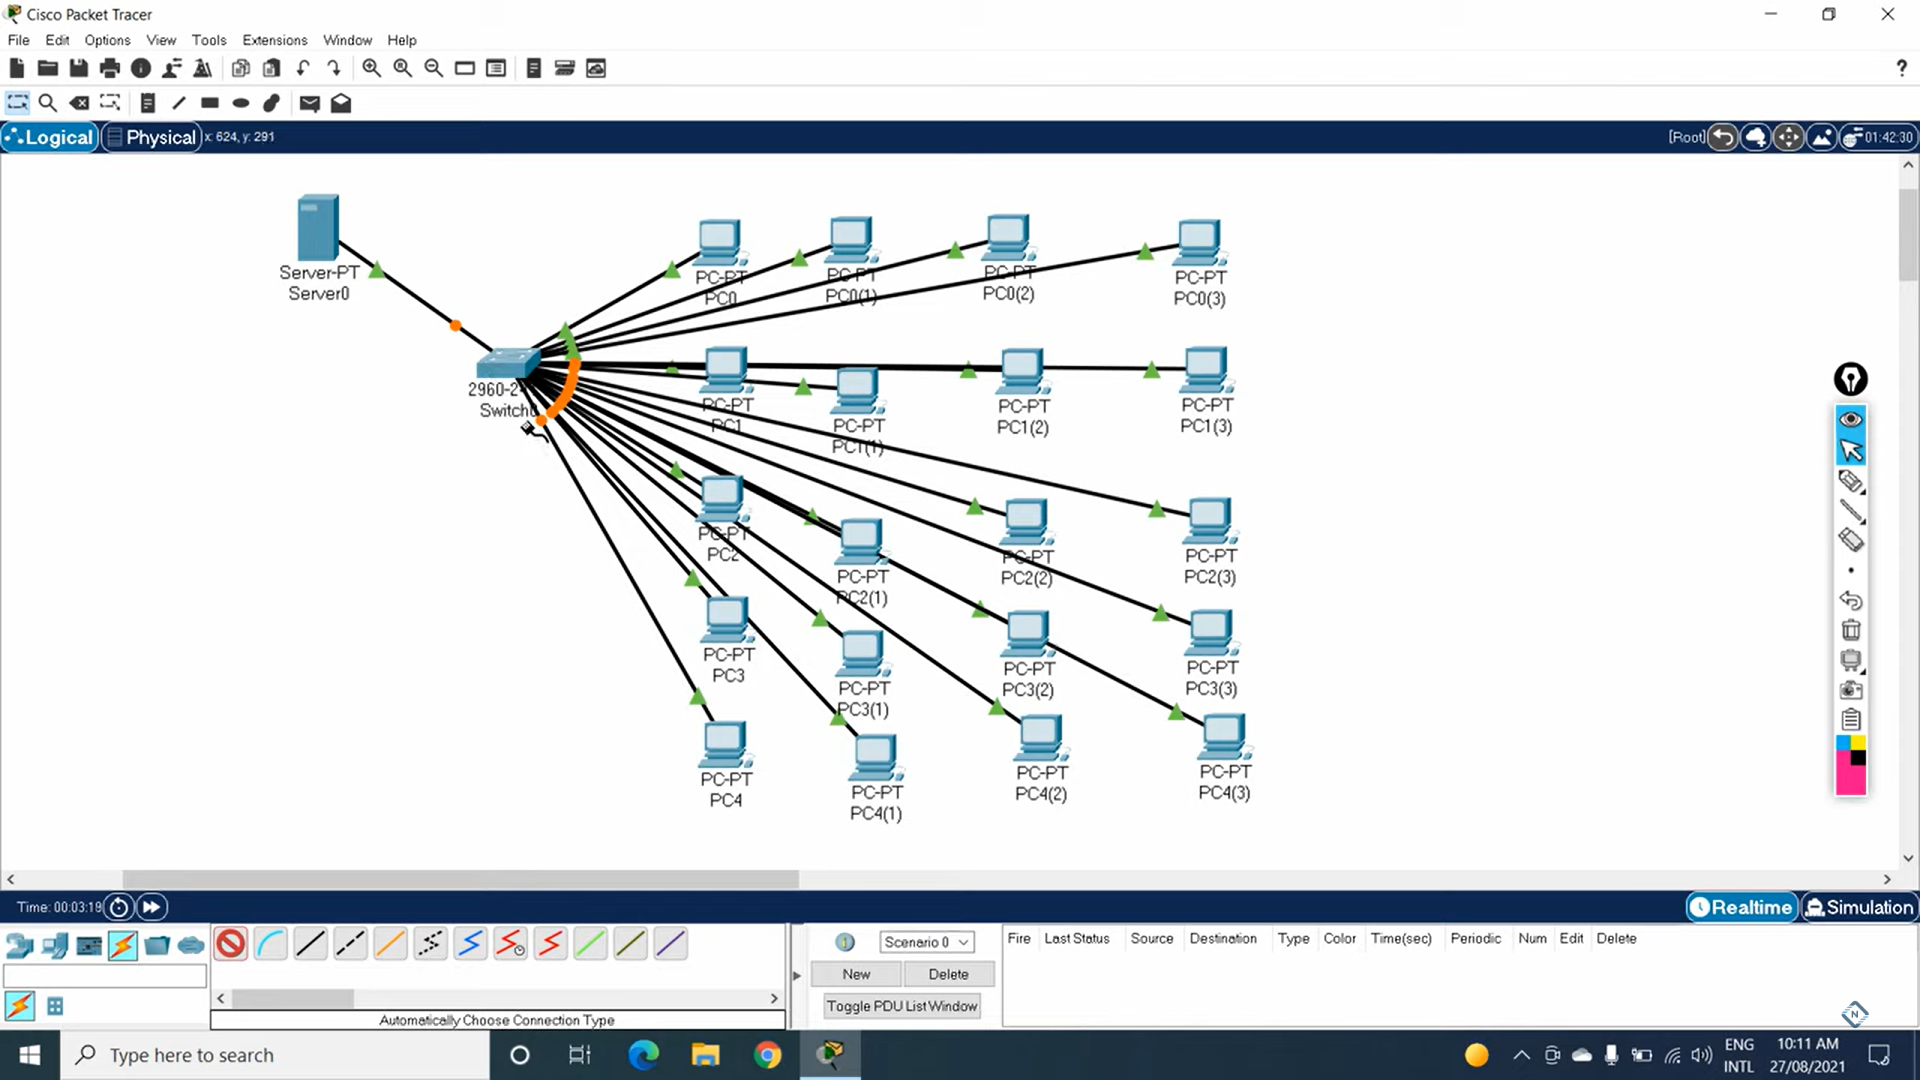 Cisco Packet Tracer
File Edit Options View Tools Extensions Window Help
?
Logical Physical x: 624, y: 291 [Root] 01:42:30
Server-PT
Server0
2960-2
Switch0
PC-PT
PC0
PC-PT
PC0(1)
PC-PT
PC0(2)
PC-PT
PC0(3)
PC-PT
PC1
PC-PT
PC1(1)
PC-PT
PC1(2)
PC-PT
PC1(3)
PC-PT
PC2
PC-PT
PC2(1)
PC-PT
PC2(2)
PC-PT
PC2(3)
PC-PT
PC3
PC-PT
PC3(1)
PC-PT
PC3(2)
PC-PT
PC3(3)
PC-PT
PC4
PC-PT
PC4(1)
PC-PT
PC4(2)
PC-PT
PC4(3)
Time: 00:03:19 Realtime Simulation
Scenario 0
New Delete
Toggle PDU List Window
Fire Last Status Source Destination Type Color Time(sec) Periodic Num Edit Delete
Automatically Choose Connection Type
N
Type here to search
ENG
INTL
10:11 AM
27/08/2021